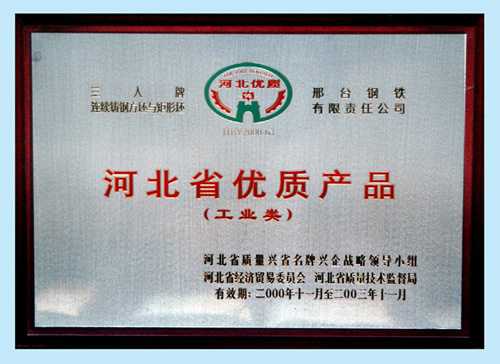 三人牌
连续铸钢方坯与矩形坯
河北优质
HBY2000-63
邢台钢铁
有限责任公司
河北省优质产品
(工业类)
河北省质量兴省名牌兴企战略领导小组
河北省经济贸易委员会 河北省质量技术监督局
有效期:二000年十一月至二00三年十一月